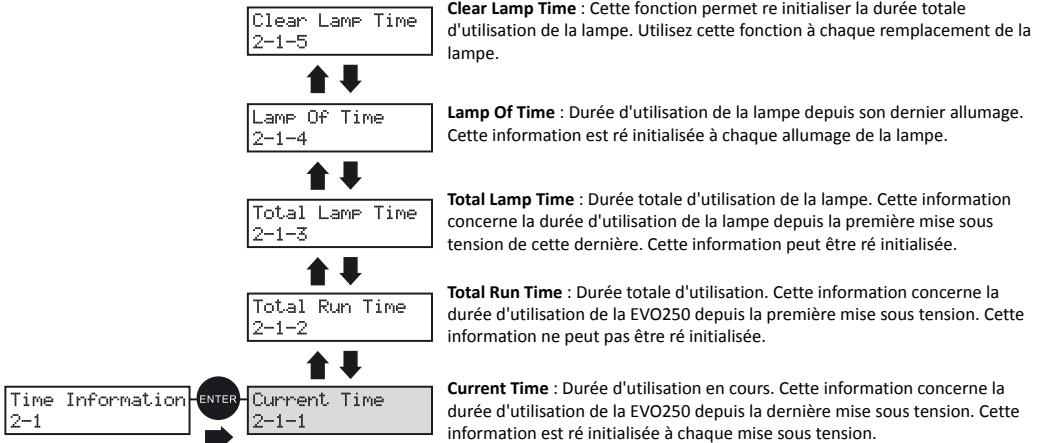 Clear Lamp Time
2-1-5
Clear Lamp Time : Cette fonction permet re initialiser la durée totale
d'utilisation de la lampe. Utilisez cette fonction à chaque remplacement de la
lampe.
Lamp Of Time
2-1-4
Lamp Of Time : Durée d'utilisation de la lampe depuis son dernier allumage.
Cette information est ré initialisée à chaque allumage de la lampe.
Total Lamp Time
2-1-3
Total Lamp Time : Durée totale d'utilisation de la lampe. Cette information
concerne la durée d'utilisation de la lampe depuis la première mise sous
tension de cette dernière. Cette information peut être ré initialisée.
Total Run Time
2-1-2
Total Run Time : Durée totale d'utilisation. Cette information concerne la
durée d'utilisation de la EVO250 depuis la première mise sous tension. Cette
information ne peut pas être ré initialisée.
Time Information
2-1
ENTER
Current Time
2-1-1
Current Time : Durée d'utilisation en cours. Cette information concerne la
durée d'utilisation de la EVO250 depuis la dernière mise sous tension. Cette
information est ré initialisée à chaque mise sous tension.